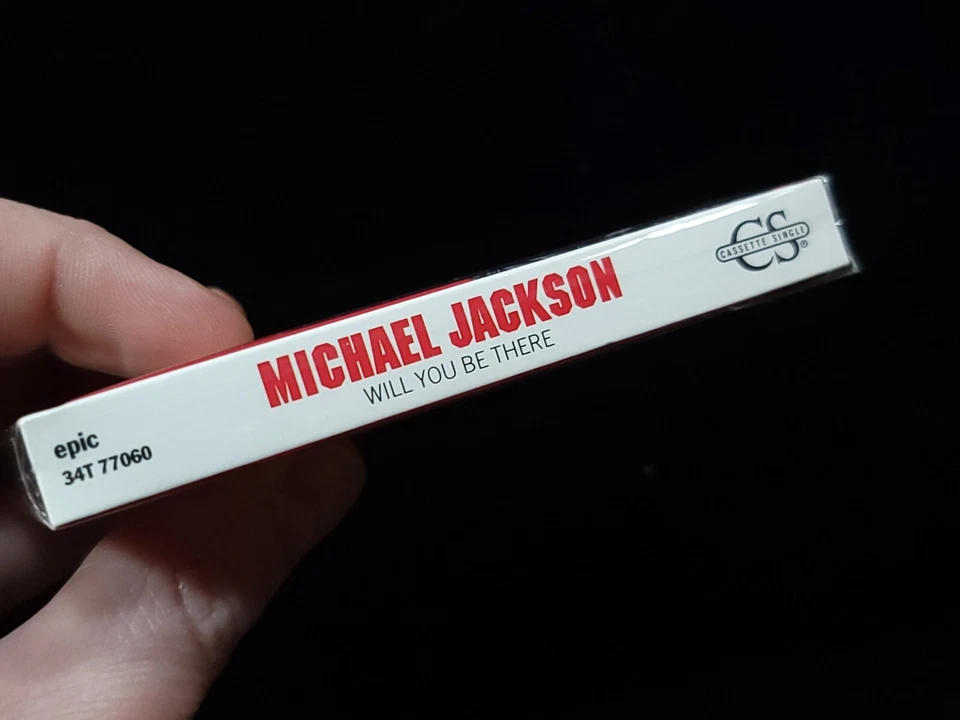 epic
34T 77060
MICHAEL JACKSON
WILL YOU BE THERE
CS
CASSETTE SINGLE®